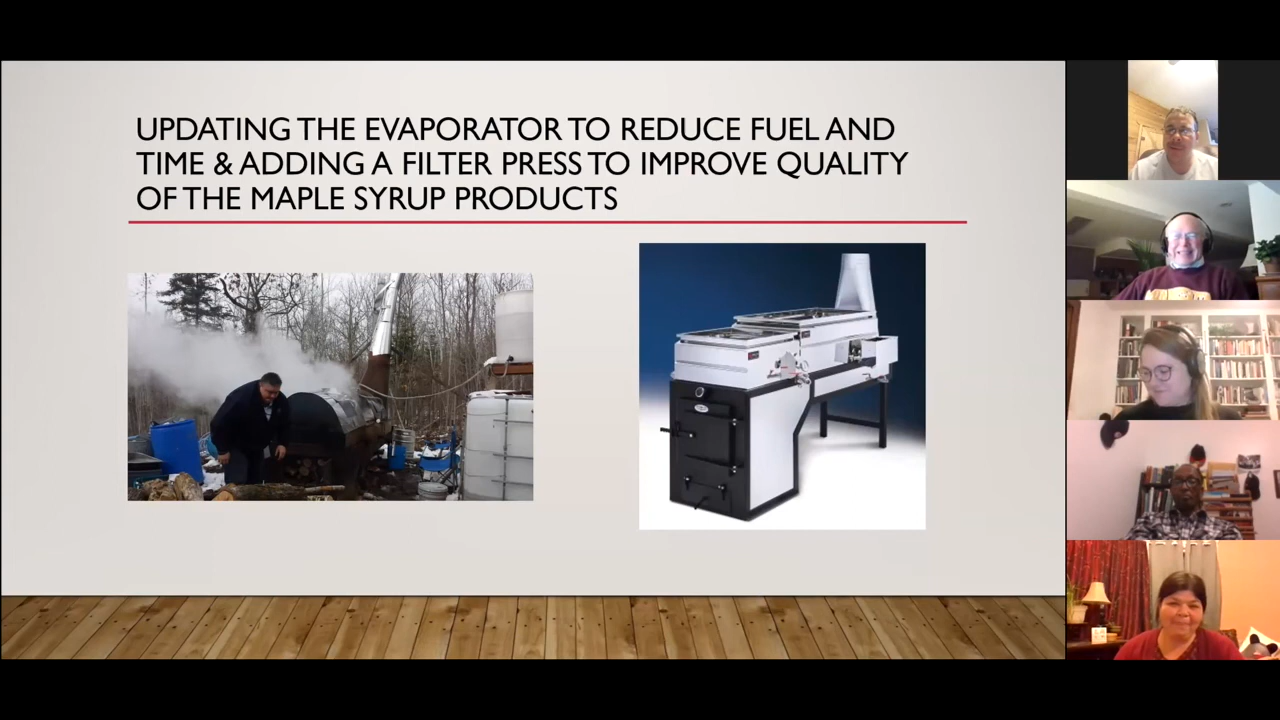 UPDATING THE EVAPORATOR TO REDUCE FUEL AND
TIME & ADDING A FILTER PRESS TO IMPROVE QUALITY
OF THE MAPLE SYRUP PRODUCTS